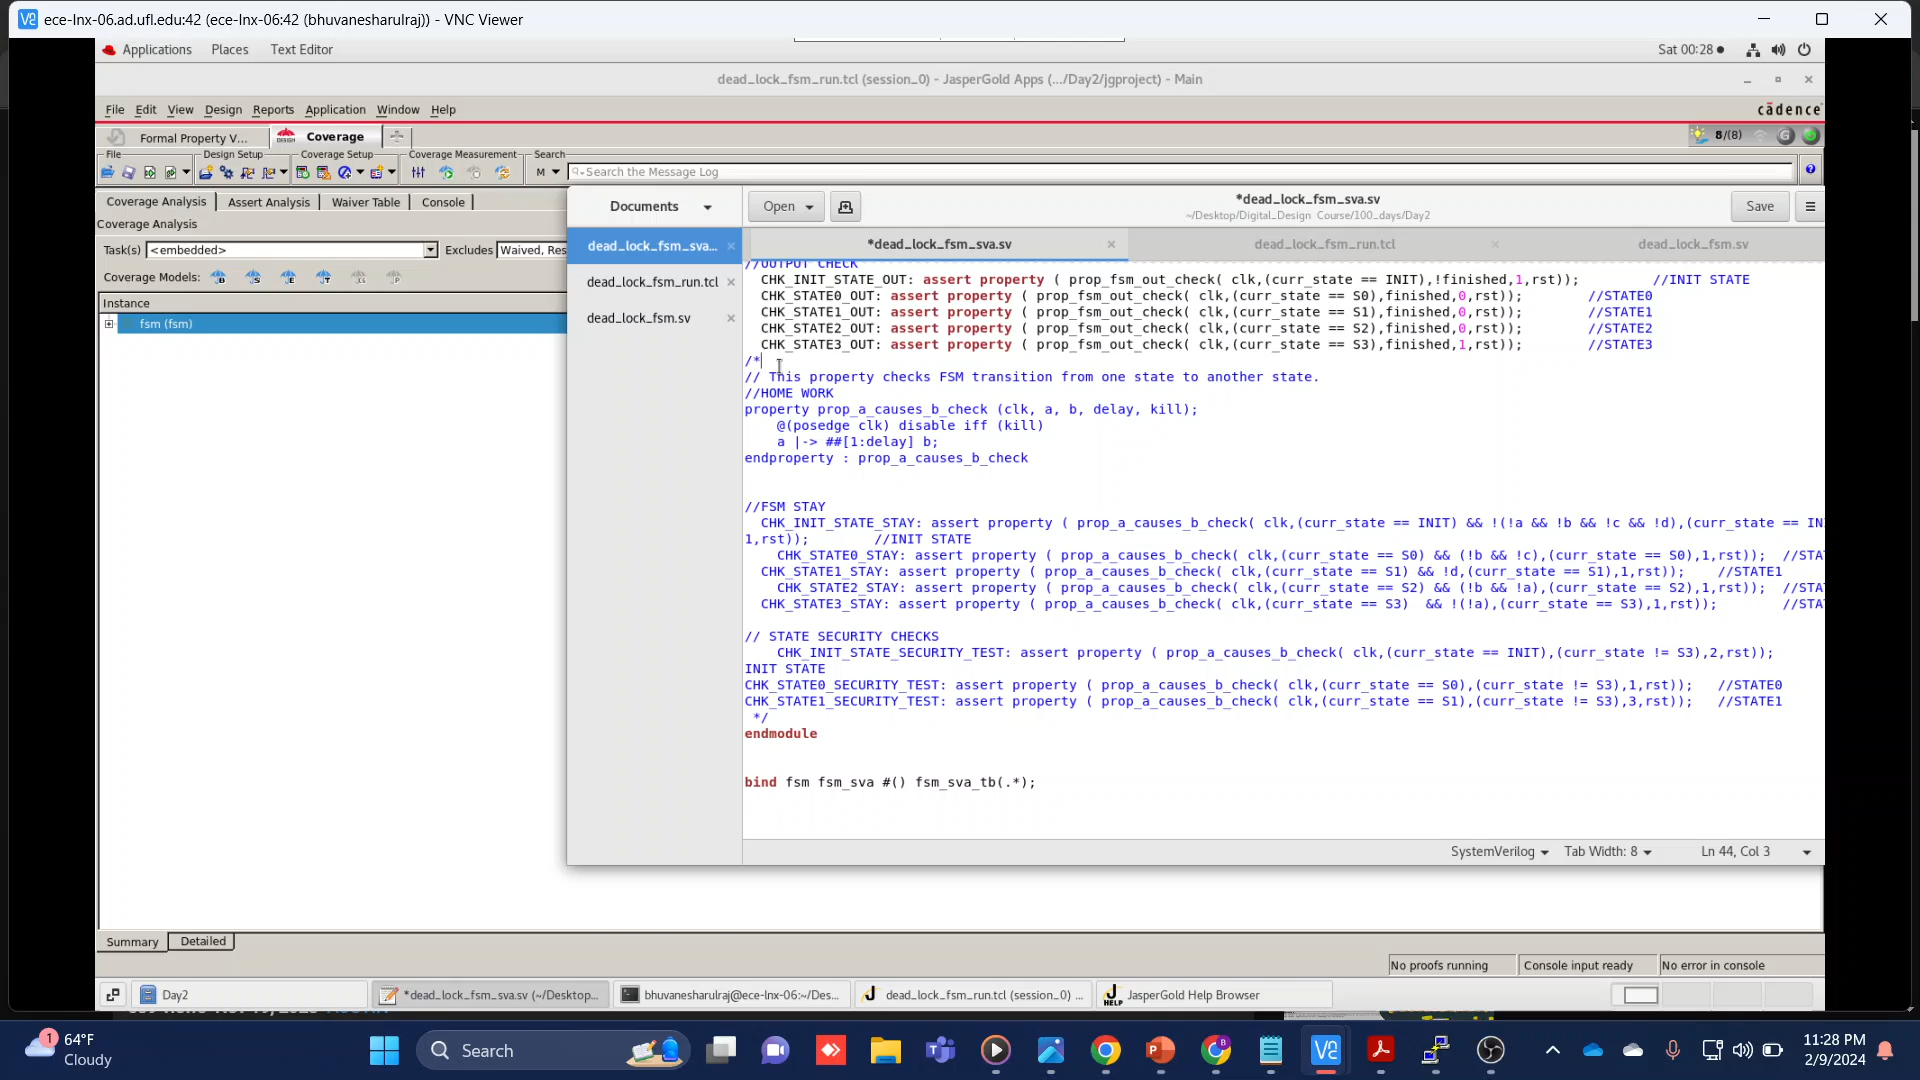 ece-lnx-06.ad.ufl.edu:42 (ece-lnx-06:42 (bhuvanesharulraj)) - VNC Viewer
Applications Places Text Editor Sat 00:28
dead_lock_fsm_run.tcl (session_0) - JasperGold Apps (.../Day2/jgproject) - Main
File Edit View Design Reports Application Window Help cādence
Formal Property V... Coverage 8/(8)
File Design Setup Coverage Setup Coverage Measurement Search
M Search the Message Log
Coverage Analysis Assert Analysis Waiver Table Console
Coverage Analysis
Task(s) <embedded> Excludes Waived, Res
Coverage Models:
Instance
fsm (fsm)
Documents Open *dead_lock_fsm_sva.sv Save
~/Desktop/Digital_Design Course/100_days/Day2
dead_lock_fsm_sva...
dead_lock_fsm_run.tcl
dead_lock_fsm.sv
*dead_lock_fsm_sva.sv dead_lock_fsm_run.tcl dead_lock_fsm.sv
//OUTPUT CHECK
CHK_INIT_STATE_OUT: assert property ( prop_fsm_out_check( clk,(curr_state == INIT),!finished,1,rst)); //INIT STATE
CHK_STATE0_OUT: assert property ( prop_fsm_out_check( clk,(curr_state == S0),finished,0,rst)); //STATE0
CHK_STATE1_OUT: assert property ( prop_fsm_out_check( clk,(curr_state == S1),finished,0,rst)); //STATE1
CHK_STATE2_OUT: assert property ( prop_fsm_out_check( clk,(curr_state == S2),finished,0,rst)); //STATE2
CHK_STATE3_OUT: assert property ( prop_fsm_out_check( clk,(curr_state == S3),finished,1,rst)); //STATE3
/*
// This property checks FSM transition from one state to another state.
//HOME WORK
property prop_a_causes_b_check (clk, a, b, delay, kill);
@(posedge clk) disable iff (kill)
a |-> ##[1:delay] b;
endproperty : prop_a_causes_b_check
//FSM STAY
CHK_INIT_STATE_STAY: assert property ( prop_a_causes_b_check( clk,(curr_state == INIT) && !(!a && !b && !c && !d),(curr_state == IN
1,rst)); //INIT STATE
CHK_STATE0_STAY: assert property ( prop_a_causes_b_check( clk,(curr_state == S0) && (!b && !c),(curr_state == S0),1,rst)); //STA
CHK_STATE1_STAY: assert property ( prop_a_causes_b_check( clk,(curr_state == S1) && !d,(curr_state == S1),1,rst)); //STATE1
CHK_STATE2_STAY: assert property ( prop_a_causes_b_check( clk,(curr_state == S2) && (!b && !a),(curr_state == S2),1,rst)); //STA
CHK_STATE3_STAY: assert property ( prop_a_causes_b_check( clk,(curr_state == S3) && !(!a),(curr_state == S3),1,rst)); //STA
// STATE SECURITY CHECKS
CHK_INIT_STATE_SECURITY_TEST: assert property ( prop_a_causes_b_check( clk,(curr_state == INIT),(curr_state != S3),2,rst));
INIT STATE
CHK_STATE0_SECURITY_TEST: assert property ( prop_a_causes_b_check( clk,(curr_state == S0),(curr_state != S3),1,rst)); //STATE0
CHK_STATE1_SECURITY_TEST: assert property ( prop_a_causes_b_check( clk,(curr_state == S1),(curr_state != S3),3,rst)); //STATE1
*/
endmodule
bind fsm fsm_sva #() fsm_sva_tb(.*);
SystemVerilog Tab Width: 8 Ln 44, Col 3
Summary Detailed
No proofs running Console input ready No error in console
Day2 *dead_lock_fsm_sva.sv (~/Desktop... bhuvanesharulraj@ece-lnx-06:~/Des... dead_lock_fsm_run.tcl (session_0) ... JasperGold Help Browser
64°F
Cloudy
Search
11:28 PM
2/9/2024